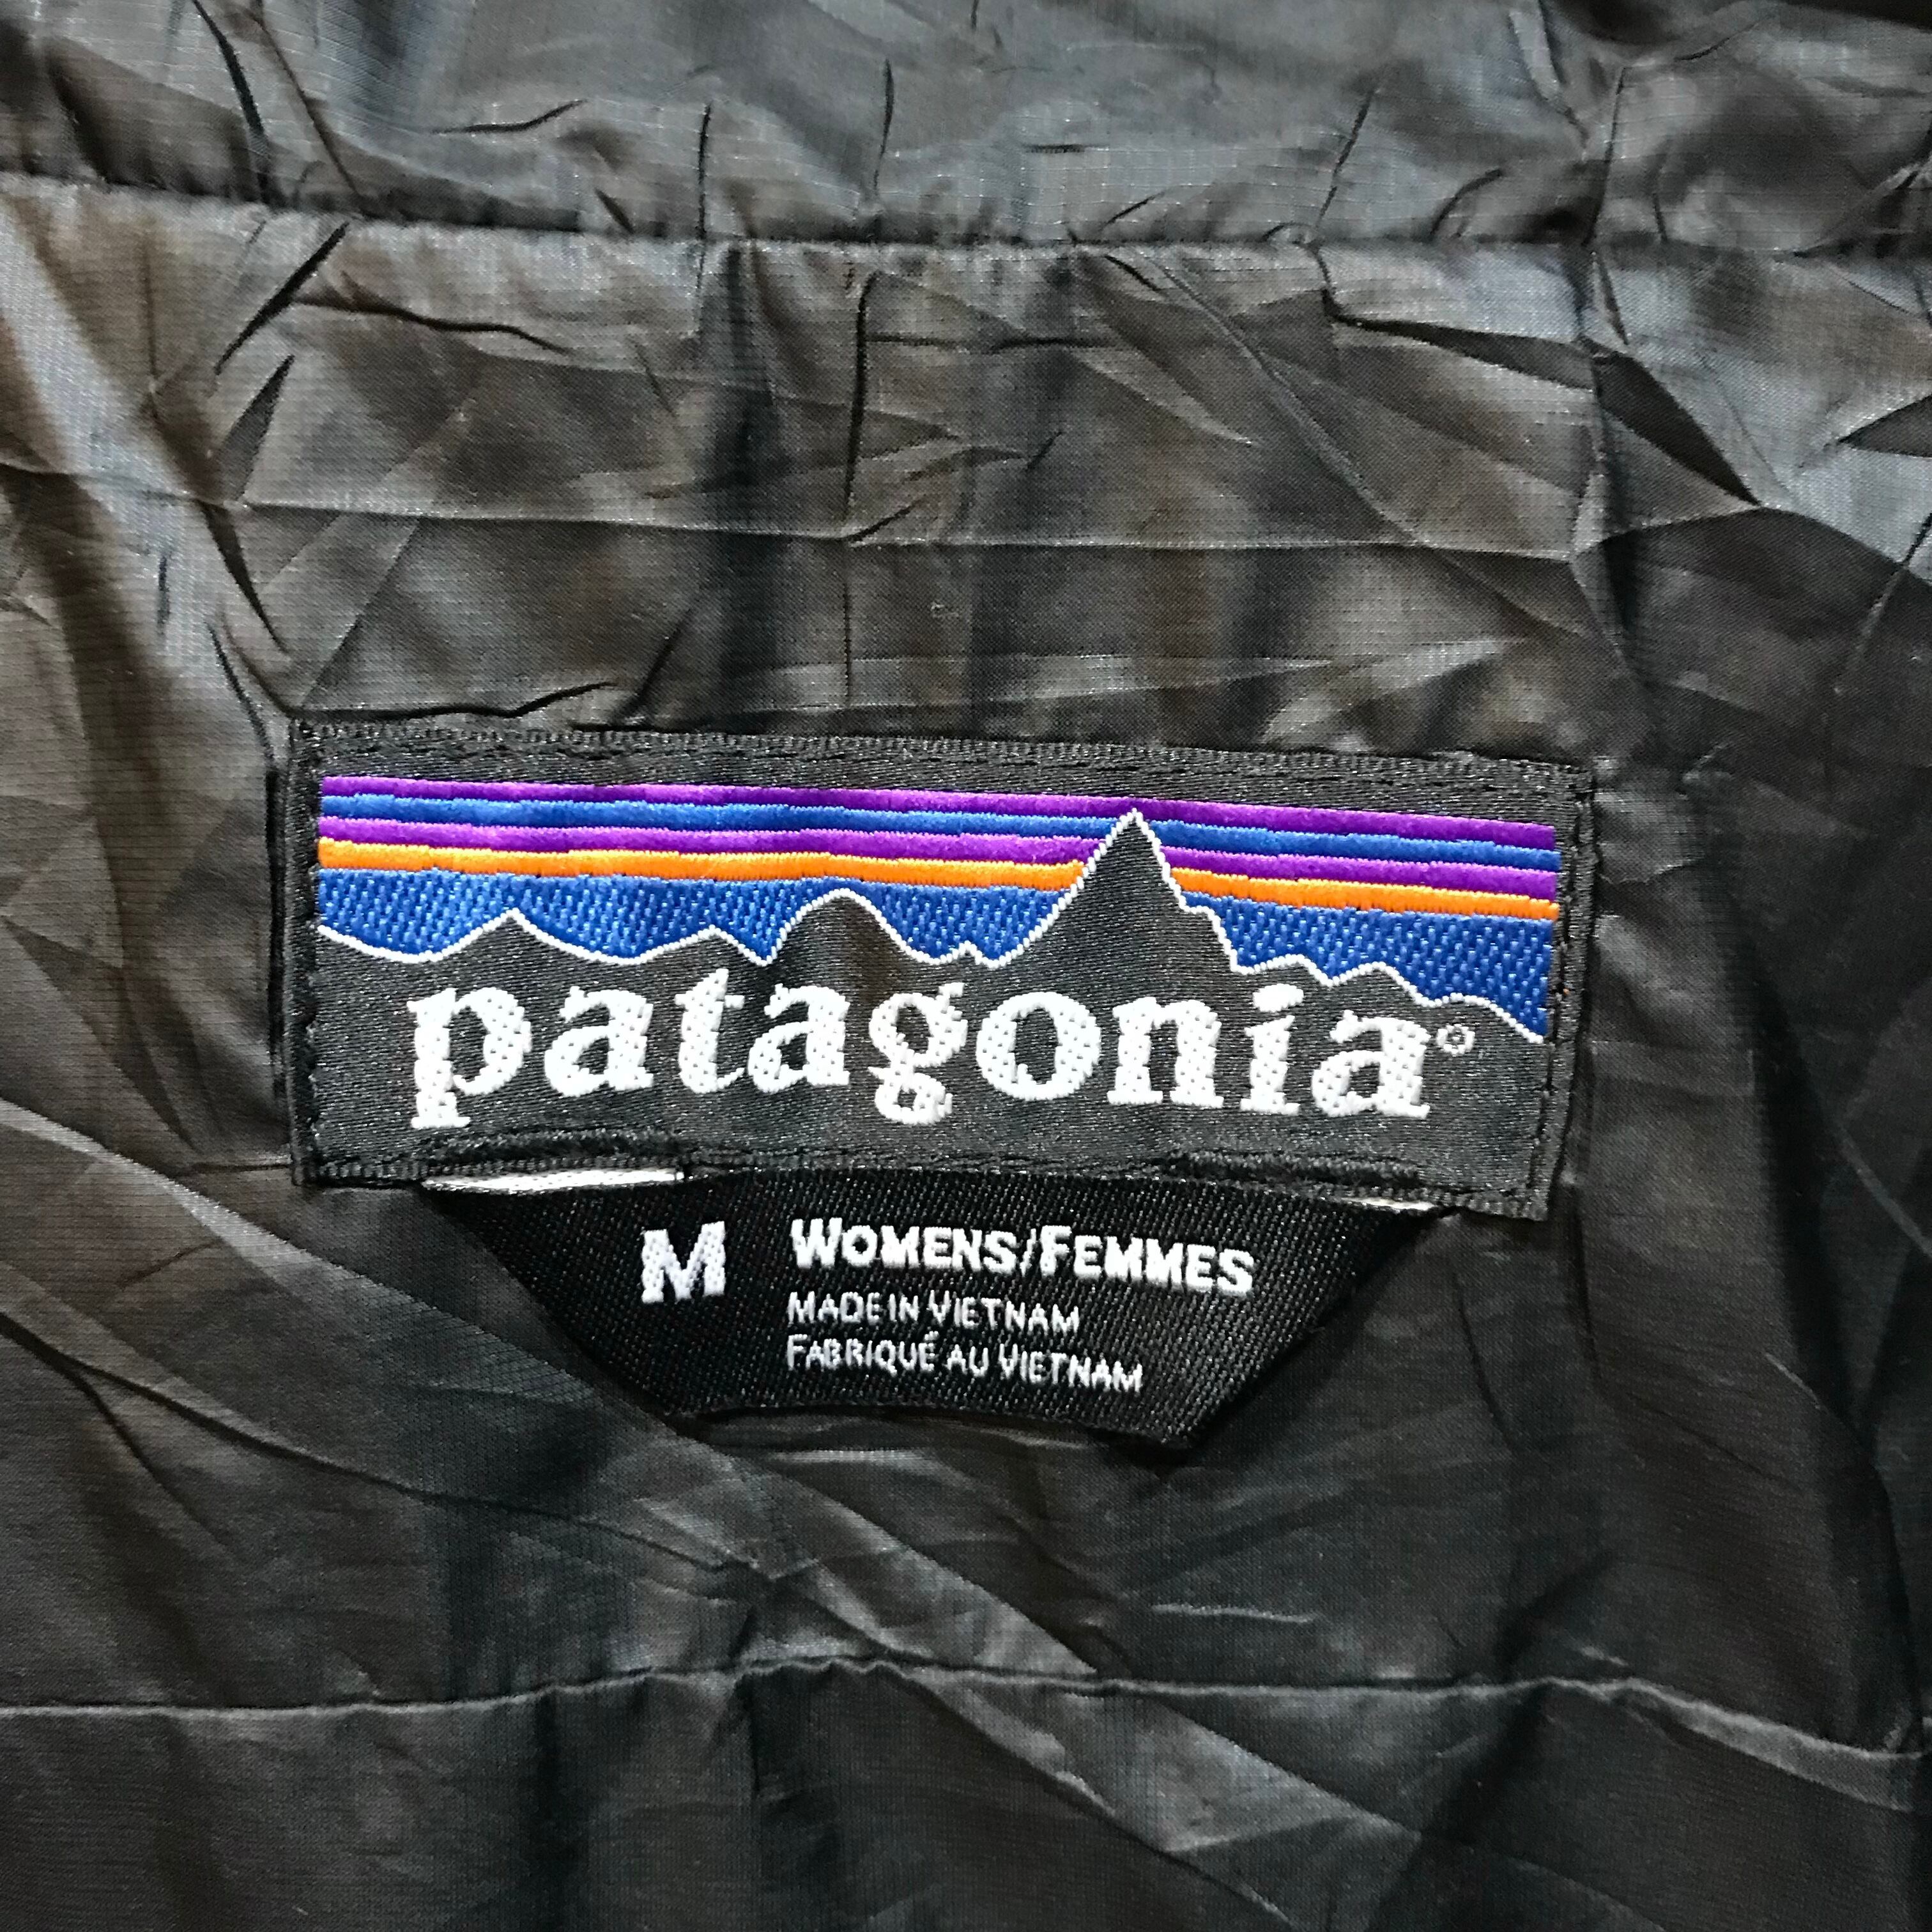 patagonia®
M WOMENS/FEMMES
MADE IN VIETNAM
FABRIQUÉ AU VIETNAM